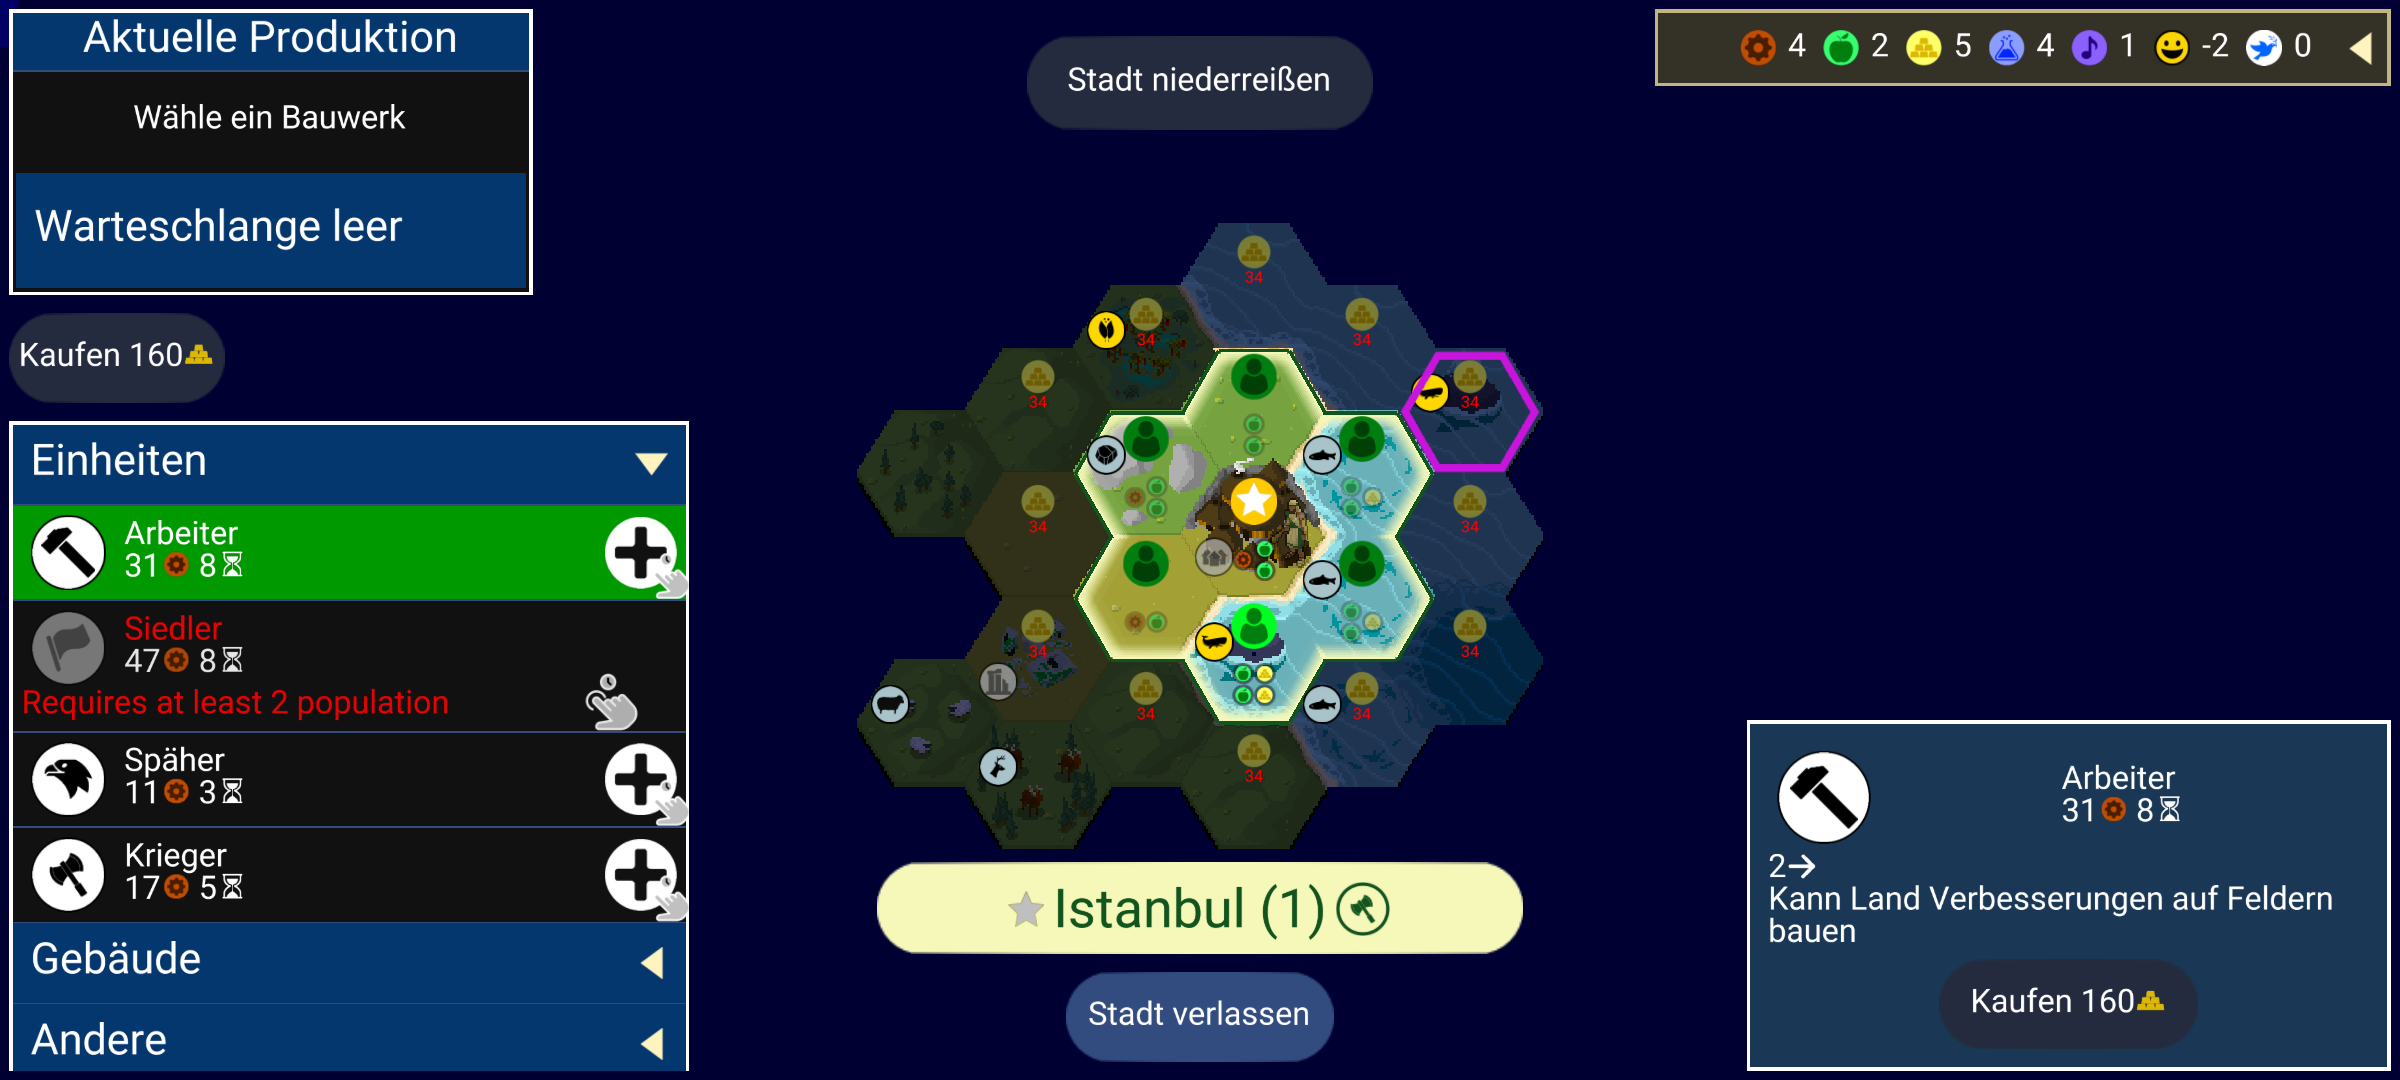 Aktuelle Produktion
Wähle ein Bauwerk
Warteschlange leer
Kaufen 160
Einheiten
Arbeiter
31 8
Siedler
47 8
Requires at least 2 population
Späher
11 3
Krieger
17 5
Gebäude
Andere
Stadt niederreißen
4 2 5 4 1 -2 0
34
34
34
34
34
34
34
34
34
34
34
34
Istanbul (1)
Stadt verlassen
Arbeiter
31 8
2→
Kann Land Verbesserungen auf Feldern
bauen
Kaufen 160